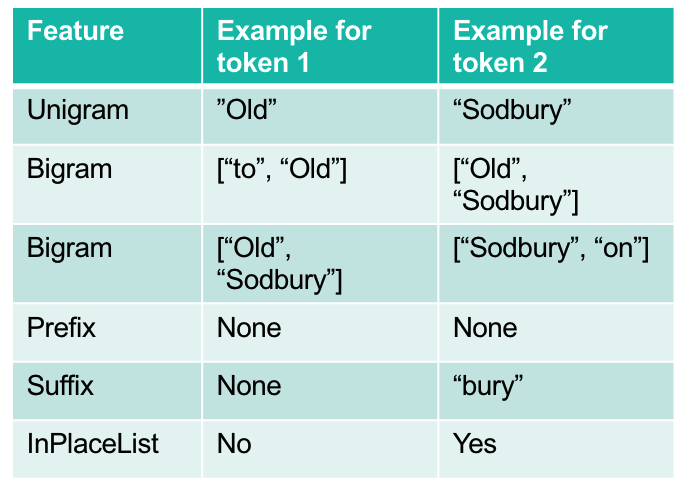 Feature Example for Example for
token 1 token 2
Unigram ”Old” “Sodbury”
Bigram [“to”, “Old”] [“Old”,
“Sodbury”]
Bigram [“Old”, [“Sodbury”, “on”]
“Sodbury”]
Prefix None None
Suffix None “bury”
InPlaceList No Yes